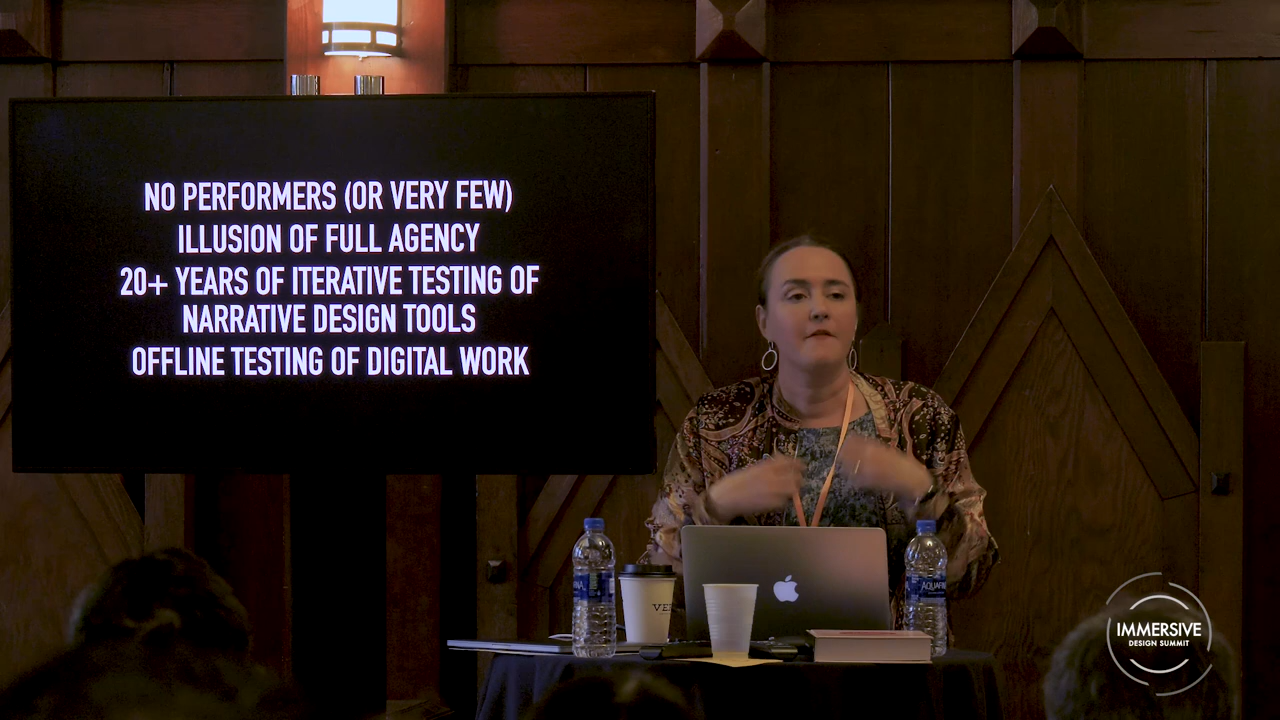 NO PERFORMERS (OR VERY FEW)
ILLUSION OF FULL AGENCY
20+ YEARS OF ITERATIVE TESTING OF
NARRATIVE DESIGN TOOLS
OFFLINE TESTING OF DIGITAL WORK
IMMERSIVE
DESIGN SUMMIT